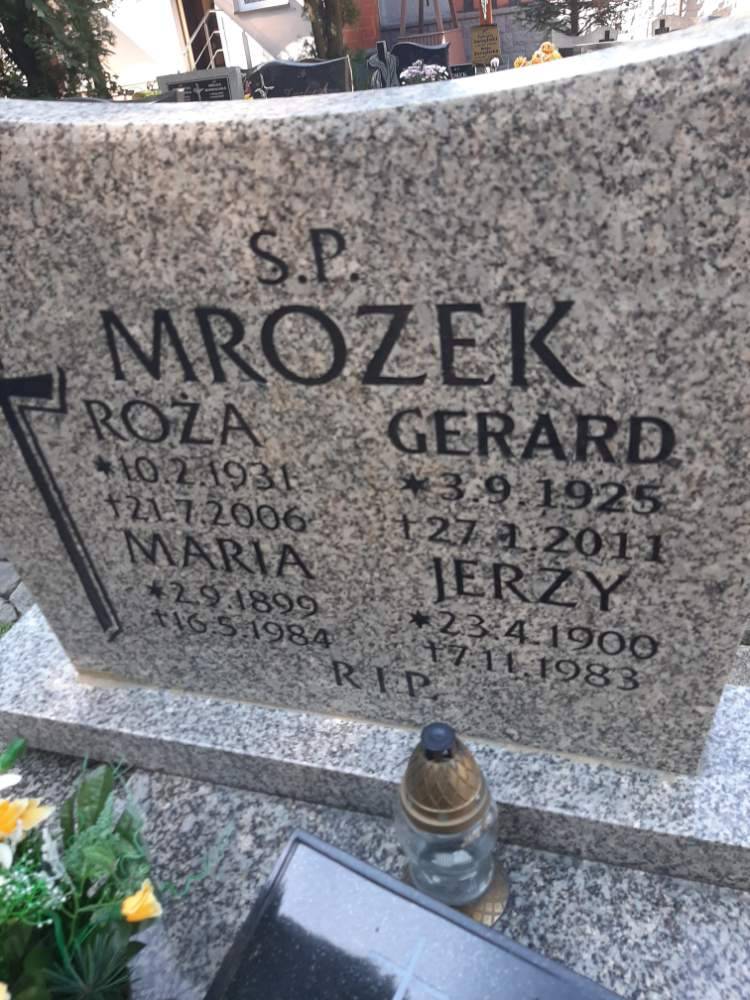 Ś.P.
MROZEK
RÓŻA
*10.2.1931
†21.7.2006
GERARD
*3.9.1925
†27.1.2011
MARIA
*2.9.1899
†16.5.1984
JERZY
*23.4.1900
†7.11.1983
R I P.